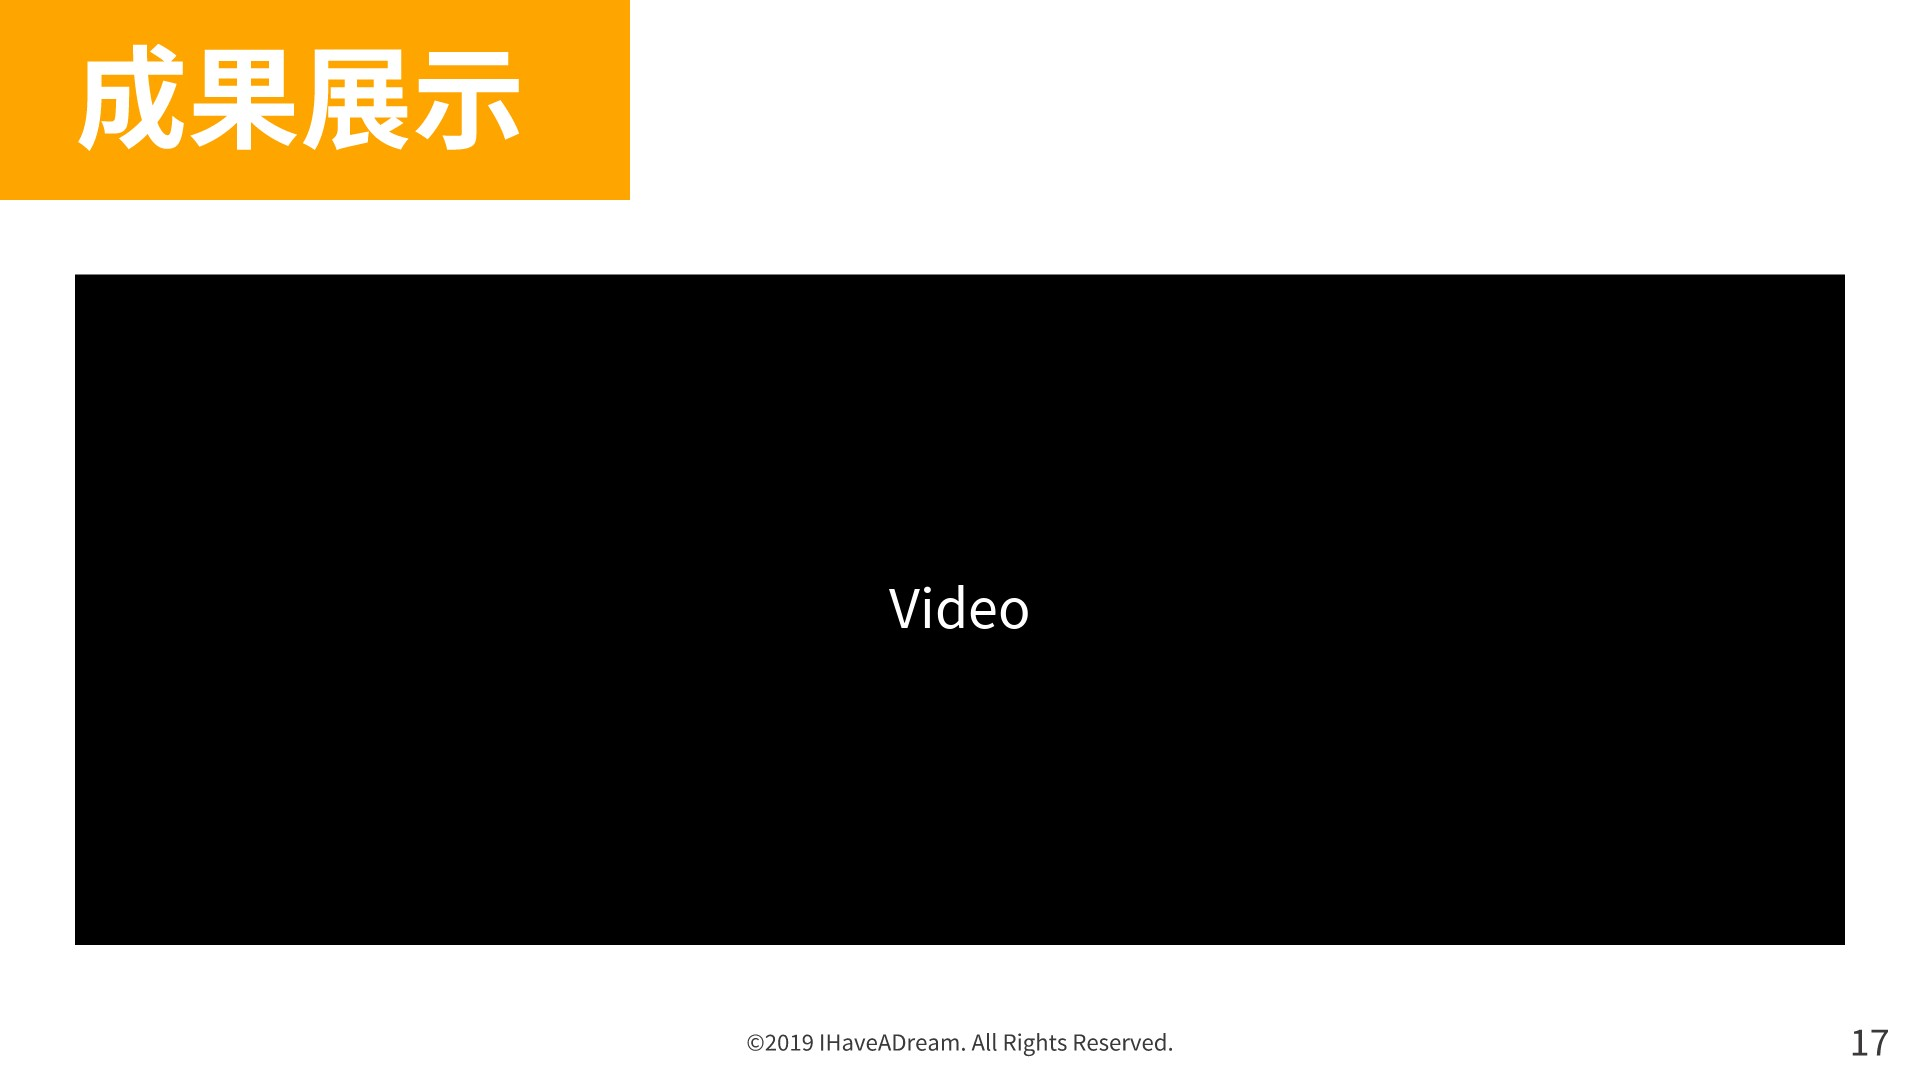 成果展示
Video
©2019 IHaveADream. All Rights Reserved.
17